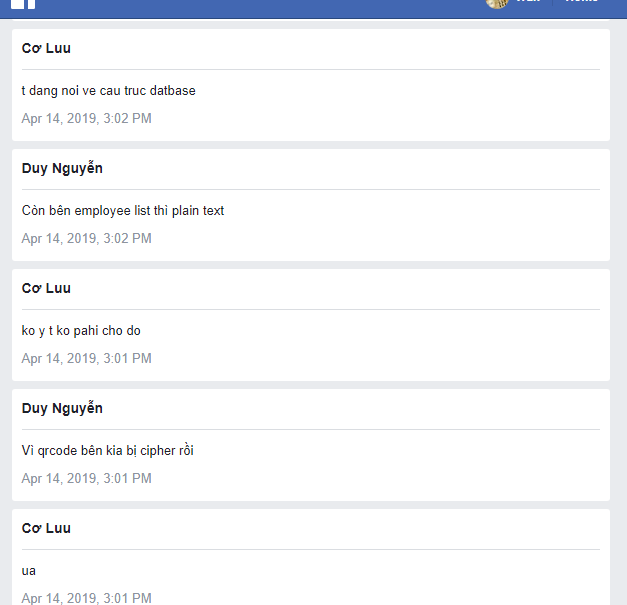 Cơ Luu
t dang noi ve cau truc datbase
Apr 14, 2019, 3:02 PM
Duy Nguyễn
Còn bên employee list thì plain text
Apr 14, 2019, 3:02 PM
Cơ Luu
ko y t ko pahi cho do
Apr 14, 2019, 3:01 PM
Duy Nguyễn
Vì qrcode bên kia bị cipher rồi
Apr 14, 2019, 3:01 PM
Cơ Luu
ua
Apr 14, 2019, 3:01 PM